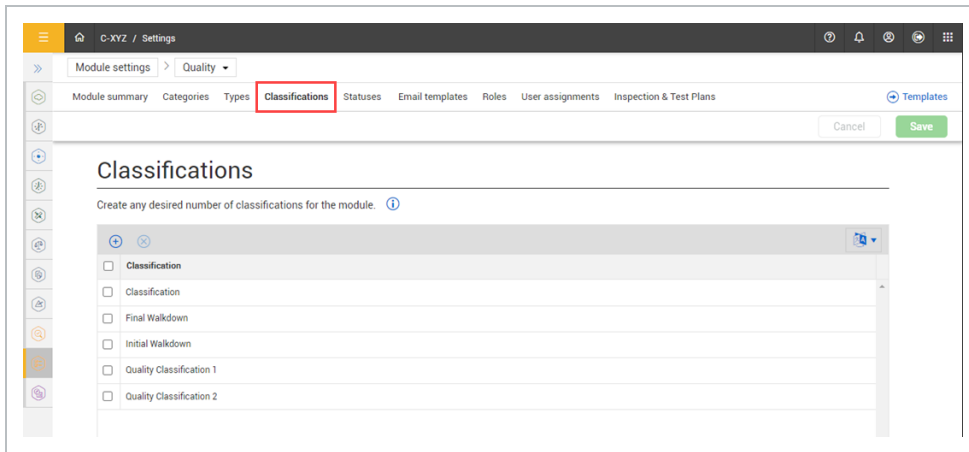 C-XYZ / Settings
Module settings > Quality
Module summary Categories Types Classifications Statuses Email templates Roles User assignments Inspection & Test Plans Templates
Cancel Save
Classifications
Create any desired number of classifications for the module.
Classification
Classification
Final Walkdown
Initial Walkdown
Quality Classification 1
Quality Classification 2